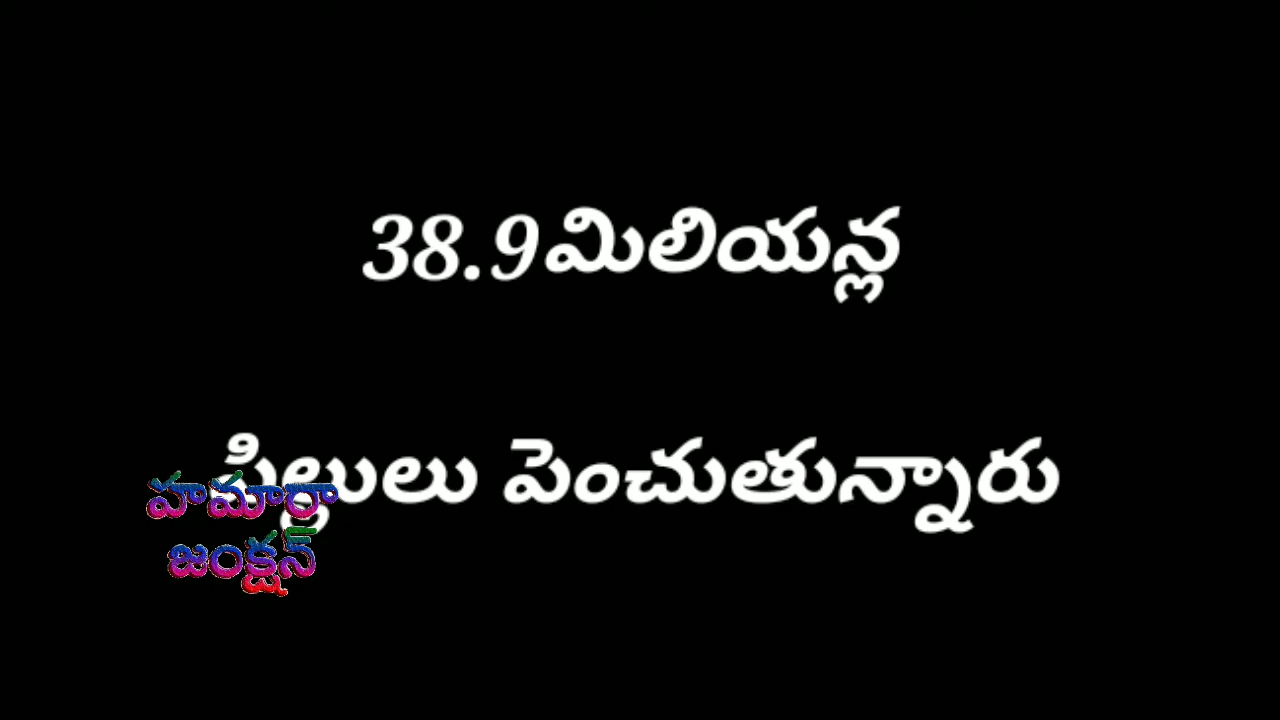 38.9మిలియన్ల
పిల్లులు పెంచుతున్నారు
హమారా
జంక్షన్